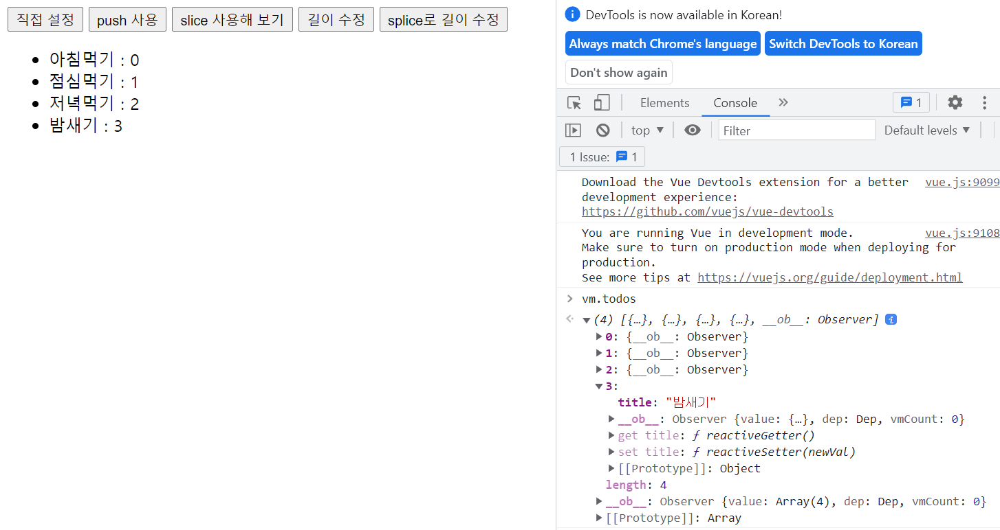 직접 설정 push 사용 slice 사용해 보기 길이 수정 splice로 길이 수정
아침먹기 : 0
점심먹기 : 1
저녁먹기 : 2
밤새기 : 3
DevTools is now available in Korean!
Always match Chrome's language Switch DevTools to Korean
Don't show again
Elements Console 1
top Filter Default levels
1 Issue: 1
Download the Vue Devtools extension for a better vue.js:9099
development experience:
https://github.com/vuejs/vue-devtools
You are running Vue in development mode. vue.js:9108
Make sure to turn on production mode when deploying for
production.
See more tips at https://vuejs.org/guide/deployment.html
> vm.todos
(4) [{…}, {…}, {…}, {…}, __ob__: Observer]
0: {__ob__: Observer}
1: {__ob__: Observer}
2: {__ob__: Observer}
3:
title: "밤새기"
__ob__: Observer {value: {…}, dep: Dep, vmCount: 0}
get title: ƒ reactiveGetter()
set title: ƒ reactiveSetter(newVal)
[[Prototype]]: Object
length: 4
__ob__: Observer {value: Array(4), dep: Dep, vmCount: 0}
[[Prototype]]: Array